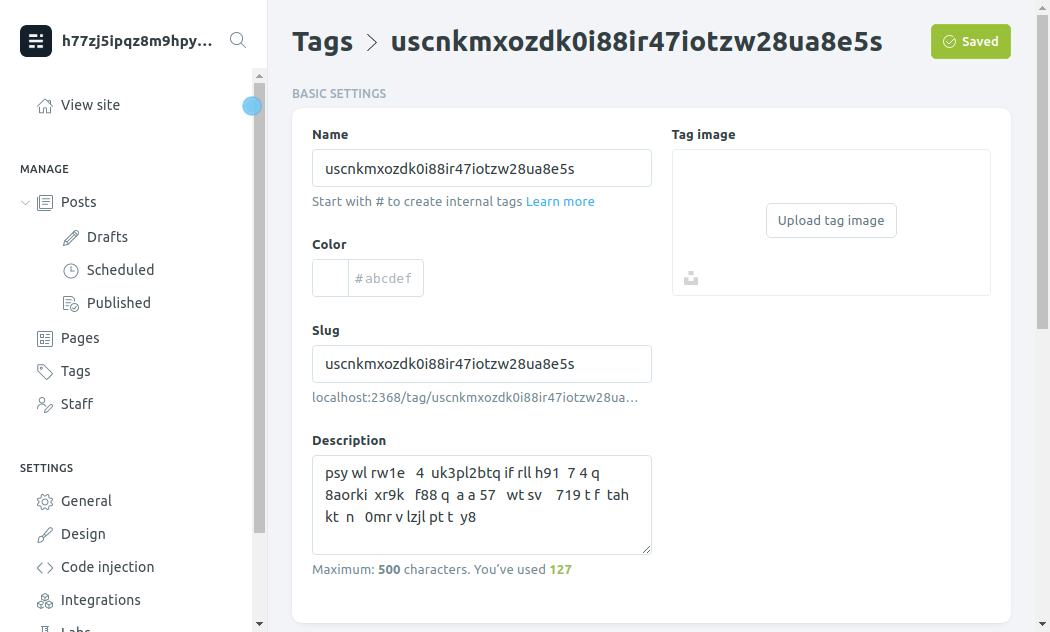 h77zj5ipqz8m9hpy...
View site
MANAGE
Posts
Drafts
Scheduled
Published
Pages
Tags
Staff
SETTINGS
General
Design
Code injection
Integrations
Labs
Tags > uscnkmxozdk0i88ir47iotzw28ua8e5s
Saved
BASIC SETTINGS
Name
uscnkmxozdk0i88ir47iotzw28ua8e5s
Start with # to create internal tags Learn more
Color
#abcdef
Slug
uscnkmxozdk0i88ir47iotzw28ua8e5s
localhost:2368/tag/uscnkmxozdk0i88ir47iotzw28ua...
Description
psy wl rw1e   4  uk3pl2btq if rll h91  7 4 q
8aorki  xr9k   f88 q  a a 57   wt sv    719 t f  tah
kt  n   0mr v lzjl pt t  y8
Maximum: 500 characters. You've used 127
Tag image
Upload tag image